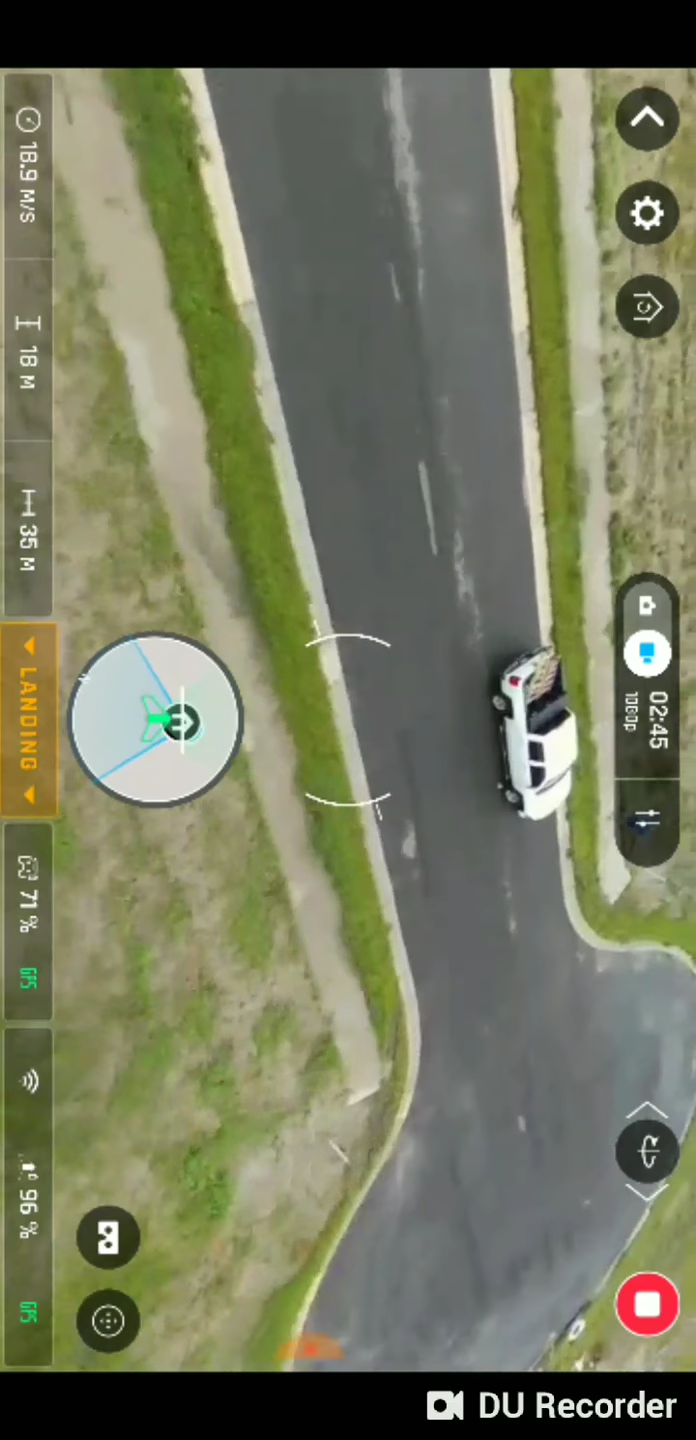 18.9 M/S
18 M
35 M
LANDING
71 %
GPS
96 %
GPS
02:45
1080p
DU Recorder